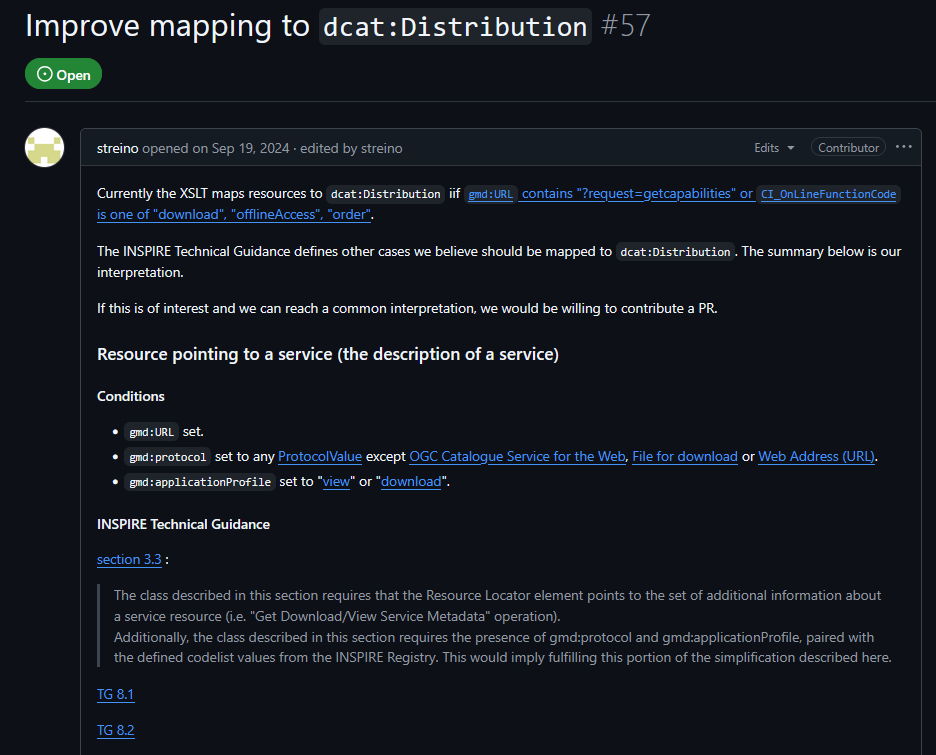 Improve mapping to dcat:Distribution #57
Open
streino opened on Sep 19, 2024 · edited by streino Edits Contributor ···
Currently the XSLT maps resources to dcat:Distribution iif gmd:URL contains "?request=getcapabilities" or CI_OnLineFunctionCode
is one of "download", "offlineAccess", "order".
The INSPIRE Technical Guidance defines other cases we believe should be mapped to dcat:Distribution. The summary below is our
interpretation.
If this is of interest and we can reach a common interpretation, we would be willing to contribute a PR.
Resource pointing to a service (the description of a service)
Conditions
• gmd:URL set.
• gmd:protocol set to any ProtocolValue except OGC Catalogue Service for the Web, File for download or Web Address (URL).
• gmd:applicationProfile set to "view" or "download".
INSPIRE Technical Guidance
section 3.3 :
The class described in this section requires that the Resource Locator element points to the set of additional information about
a service resource (i.e. "Get Download/View Service Metadata" operation).
Additionally, the class described in this section requires the presence of gmd:protocol and gmd:applicationProfile, paired with
the defined codelist values from the INSPIRE Registry. This would imply fulfilling this portion of the simplification described here.
TG 8.1
TG 8.2